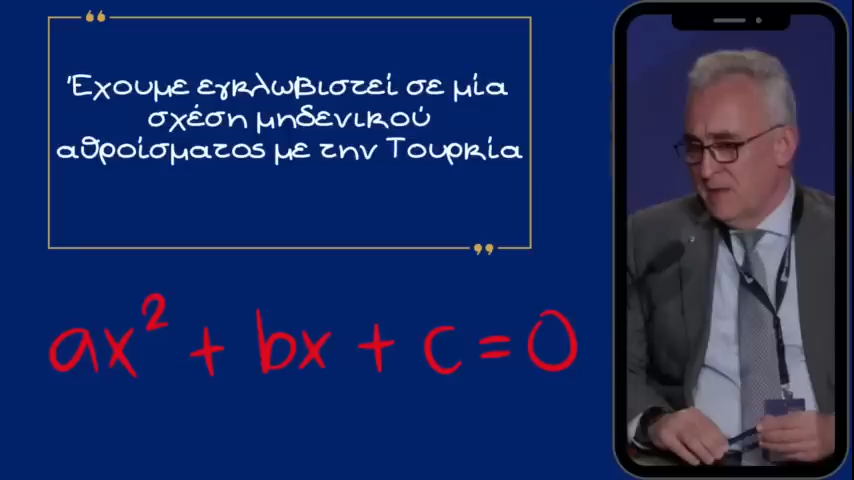 Έχουμε εγκλωβιστεί σε μία
σχέση μηδενικού
αθροίσματος με την Τουρκία
ax² + bx + c = 0